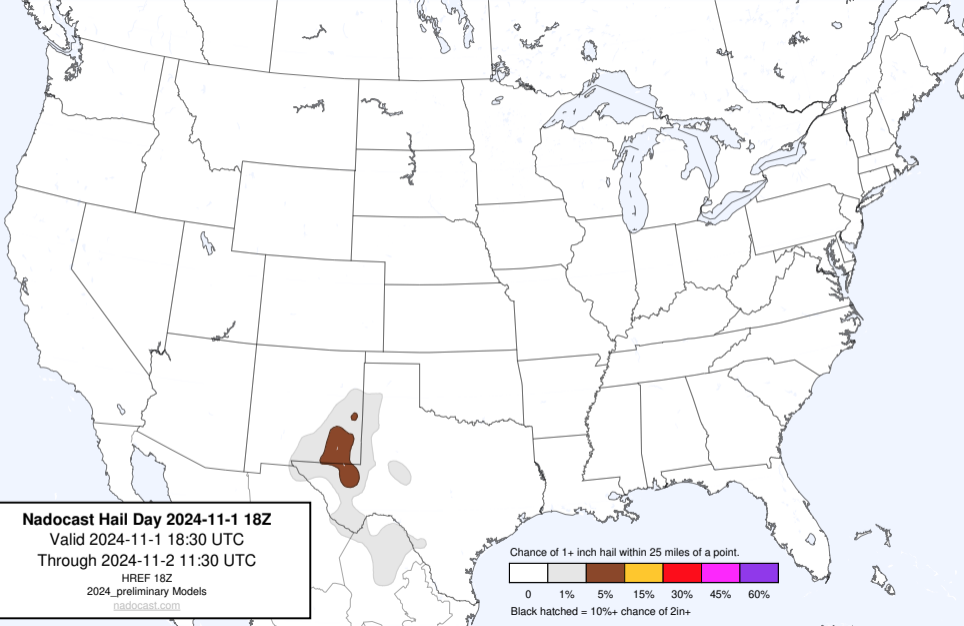 Nadocast Hail Day 2024-11-1 18Z
Valid 2024-11-1 18:30 UTC
Through 2024-11-2 11:30 UTC
HREF 18Z
2024_preliminary Models
nadocast.com
Chance of 1+ inch hail within 25 miles of a point.
0 1% 5% 15% 30% 45% 60%
Black hatched = 10%+ chance of 2in+